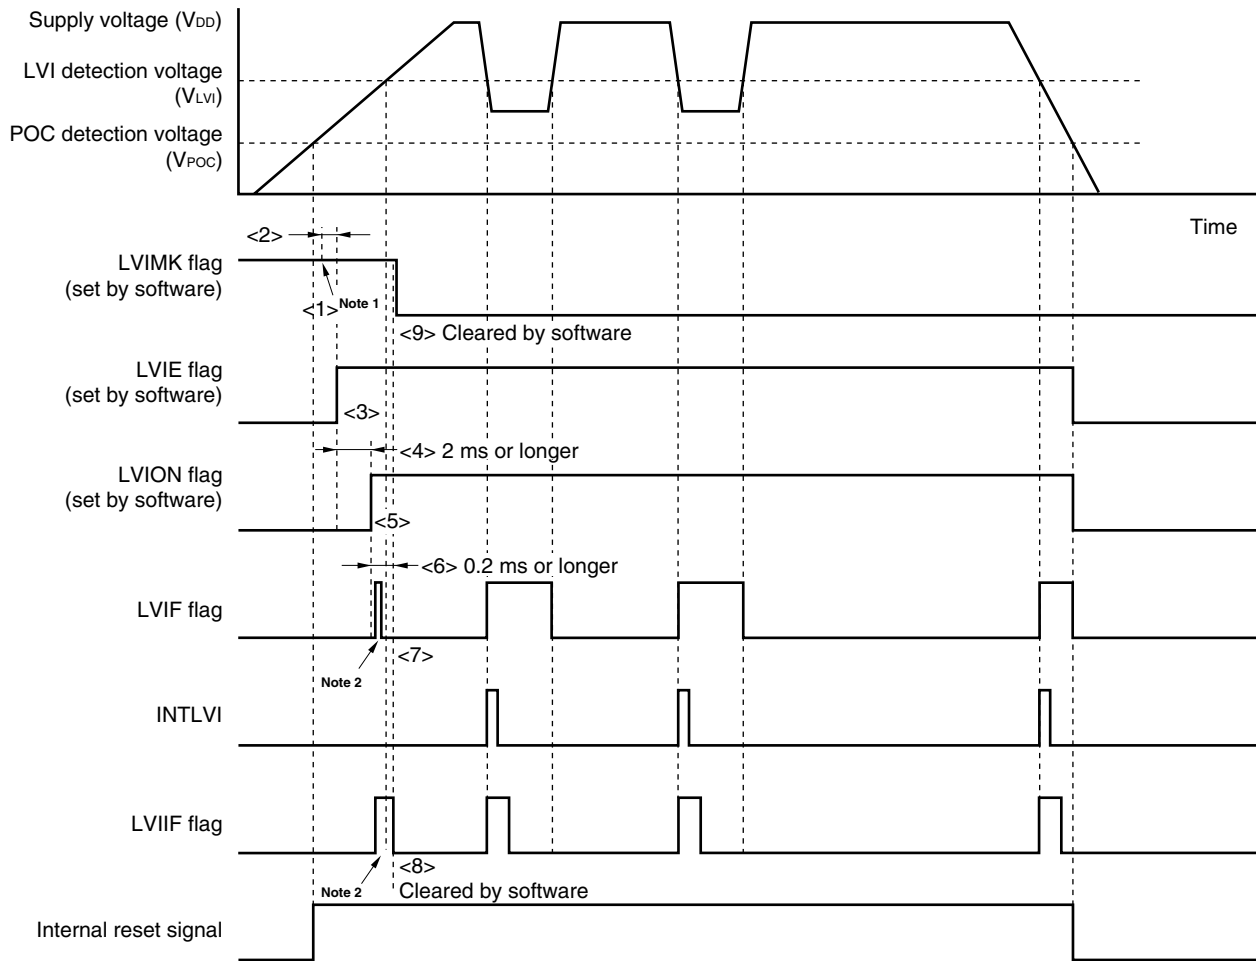 Supply voltage (VDD)
LVI detection voltage
(VLVI)
POC detection voltage
(VPOC)
Time
<2>
LVIMK flag
(set by software)
<1> Note 1
<9> Cleared by software
LVIE flag
(set by software)
<3>
<4> 2 ms or longer
LVION flag
(set by software)
<5>
<6> 0.2 ms or longer
LVIF flag
<7>
Note 2
INTLVI
LVIIF flag
<8>
Note 2
Cleared by software
Internal reset signal